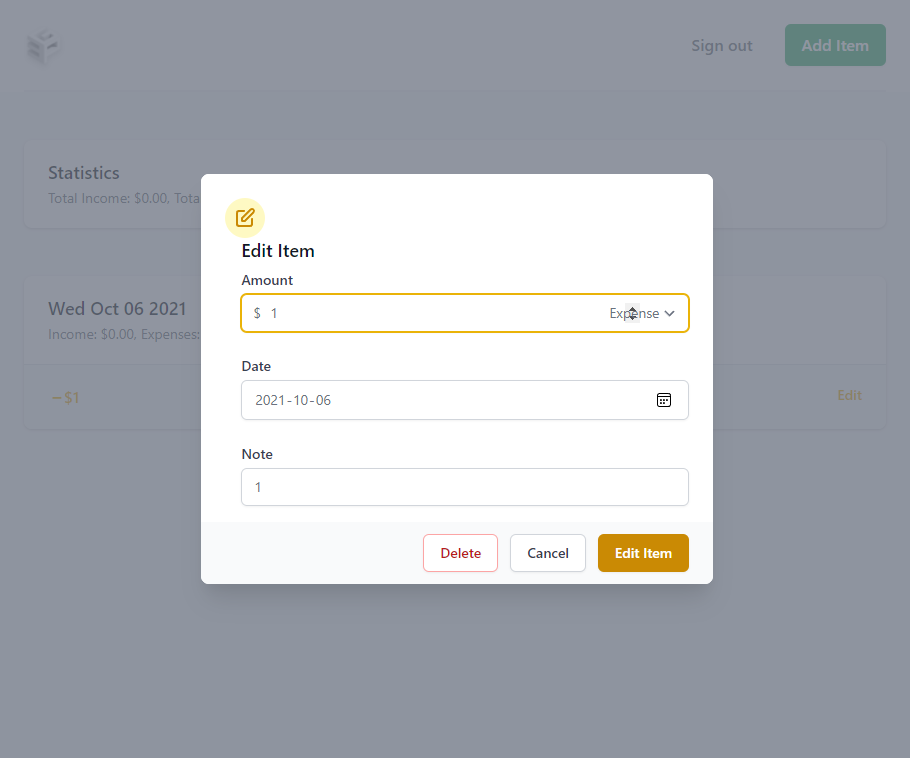 Sign out
Add Item
Statistics
Total Income: $0.00, Tota
Edit Item
Amount
$ 1
Expense
Wed Oct 06 2021
Income: $0.00, Expenses:
Date
2021-10-06
−$1
Edit
Note
1
Delete
Cancel
Edit Item